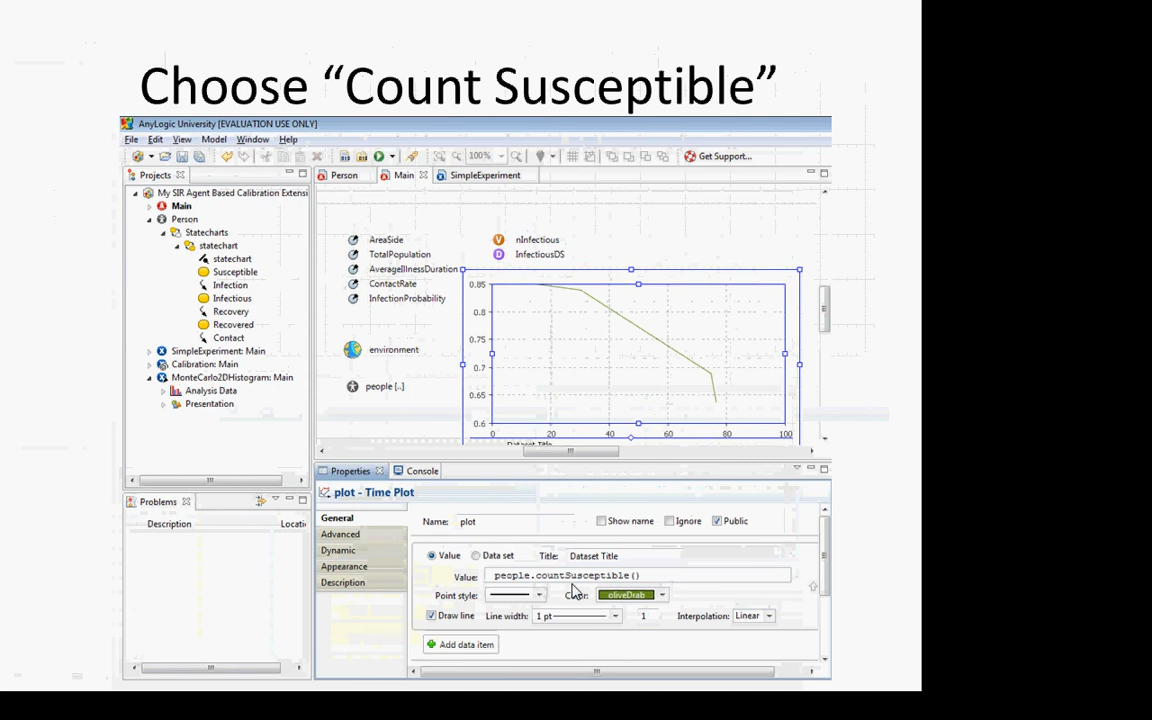 Choose “Count Susceptible”
AnyLogic University [EVALUATION USE ONLY]
File Edit View Model Window Help
100% Get Support...
Projects
My SIR Agent Based Calibration Extensi
Main
Person
Statecharts
statechart
statechart
Susceptible
Infection
Infectious
Recovery
Recovered
Contact
SimpleExperiment: Main
Calibration: Main
MonteCarlo2DHistogram: Main
Analysis Data
Presentation
Problems
Description Locatio
Person Main SimpleExperiment
AreaSide
TotalPopulation
AverageIllnessDuration
ContactRate
InfectionProbability
environment
people [..]
nInfectious
InfectiousDS
0.85
0.8
0.75
0.7
0.65
0.6
0 20 40 60 80 100
Dataset Title
Properties Console
plot - Time Plot
General
Advanced
Dynamic
Appearance
Description
Name: plot Show name Ignore Public
Value Data set Title: Dataset Title
Value: people.countSusceptible()
Point style: Color: oliveDrab
Draw line Line width: 1 pt 1 Interpolation: Linear
Add data item